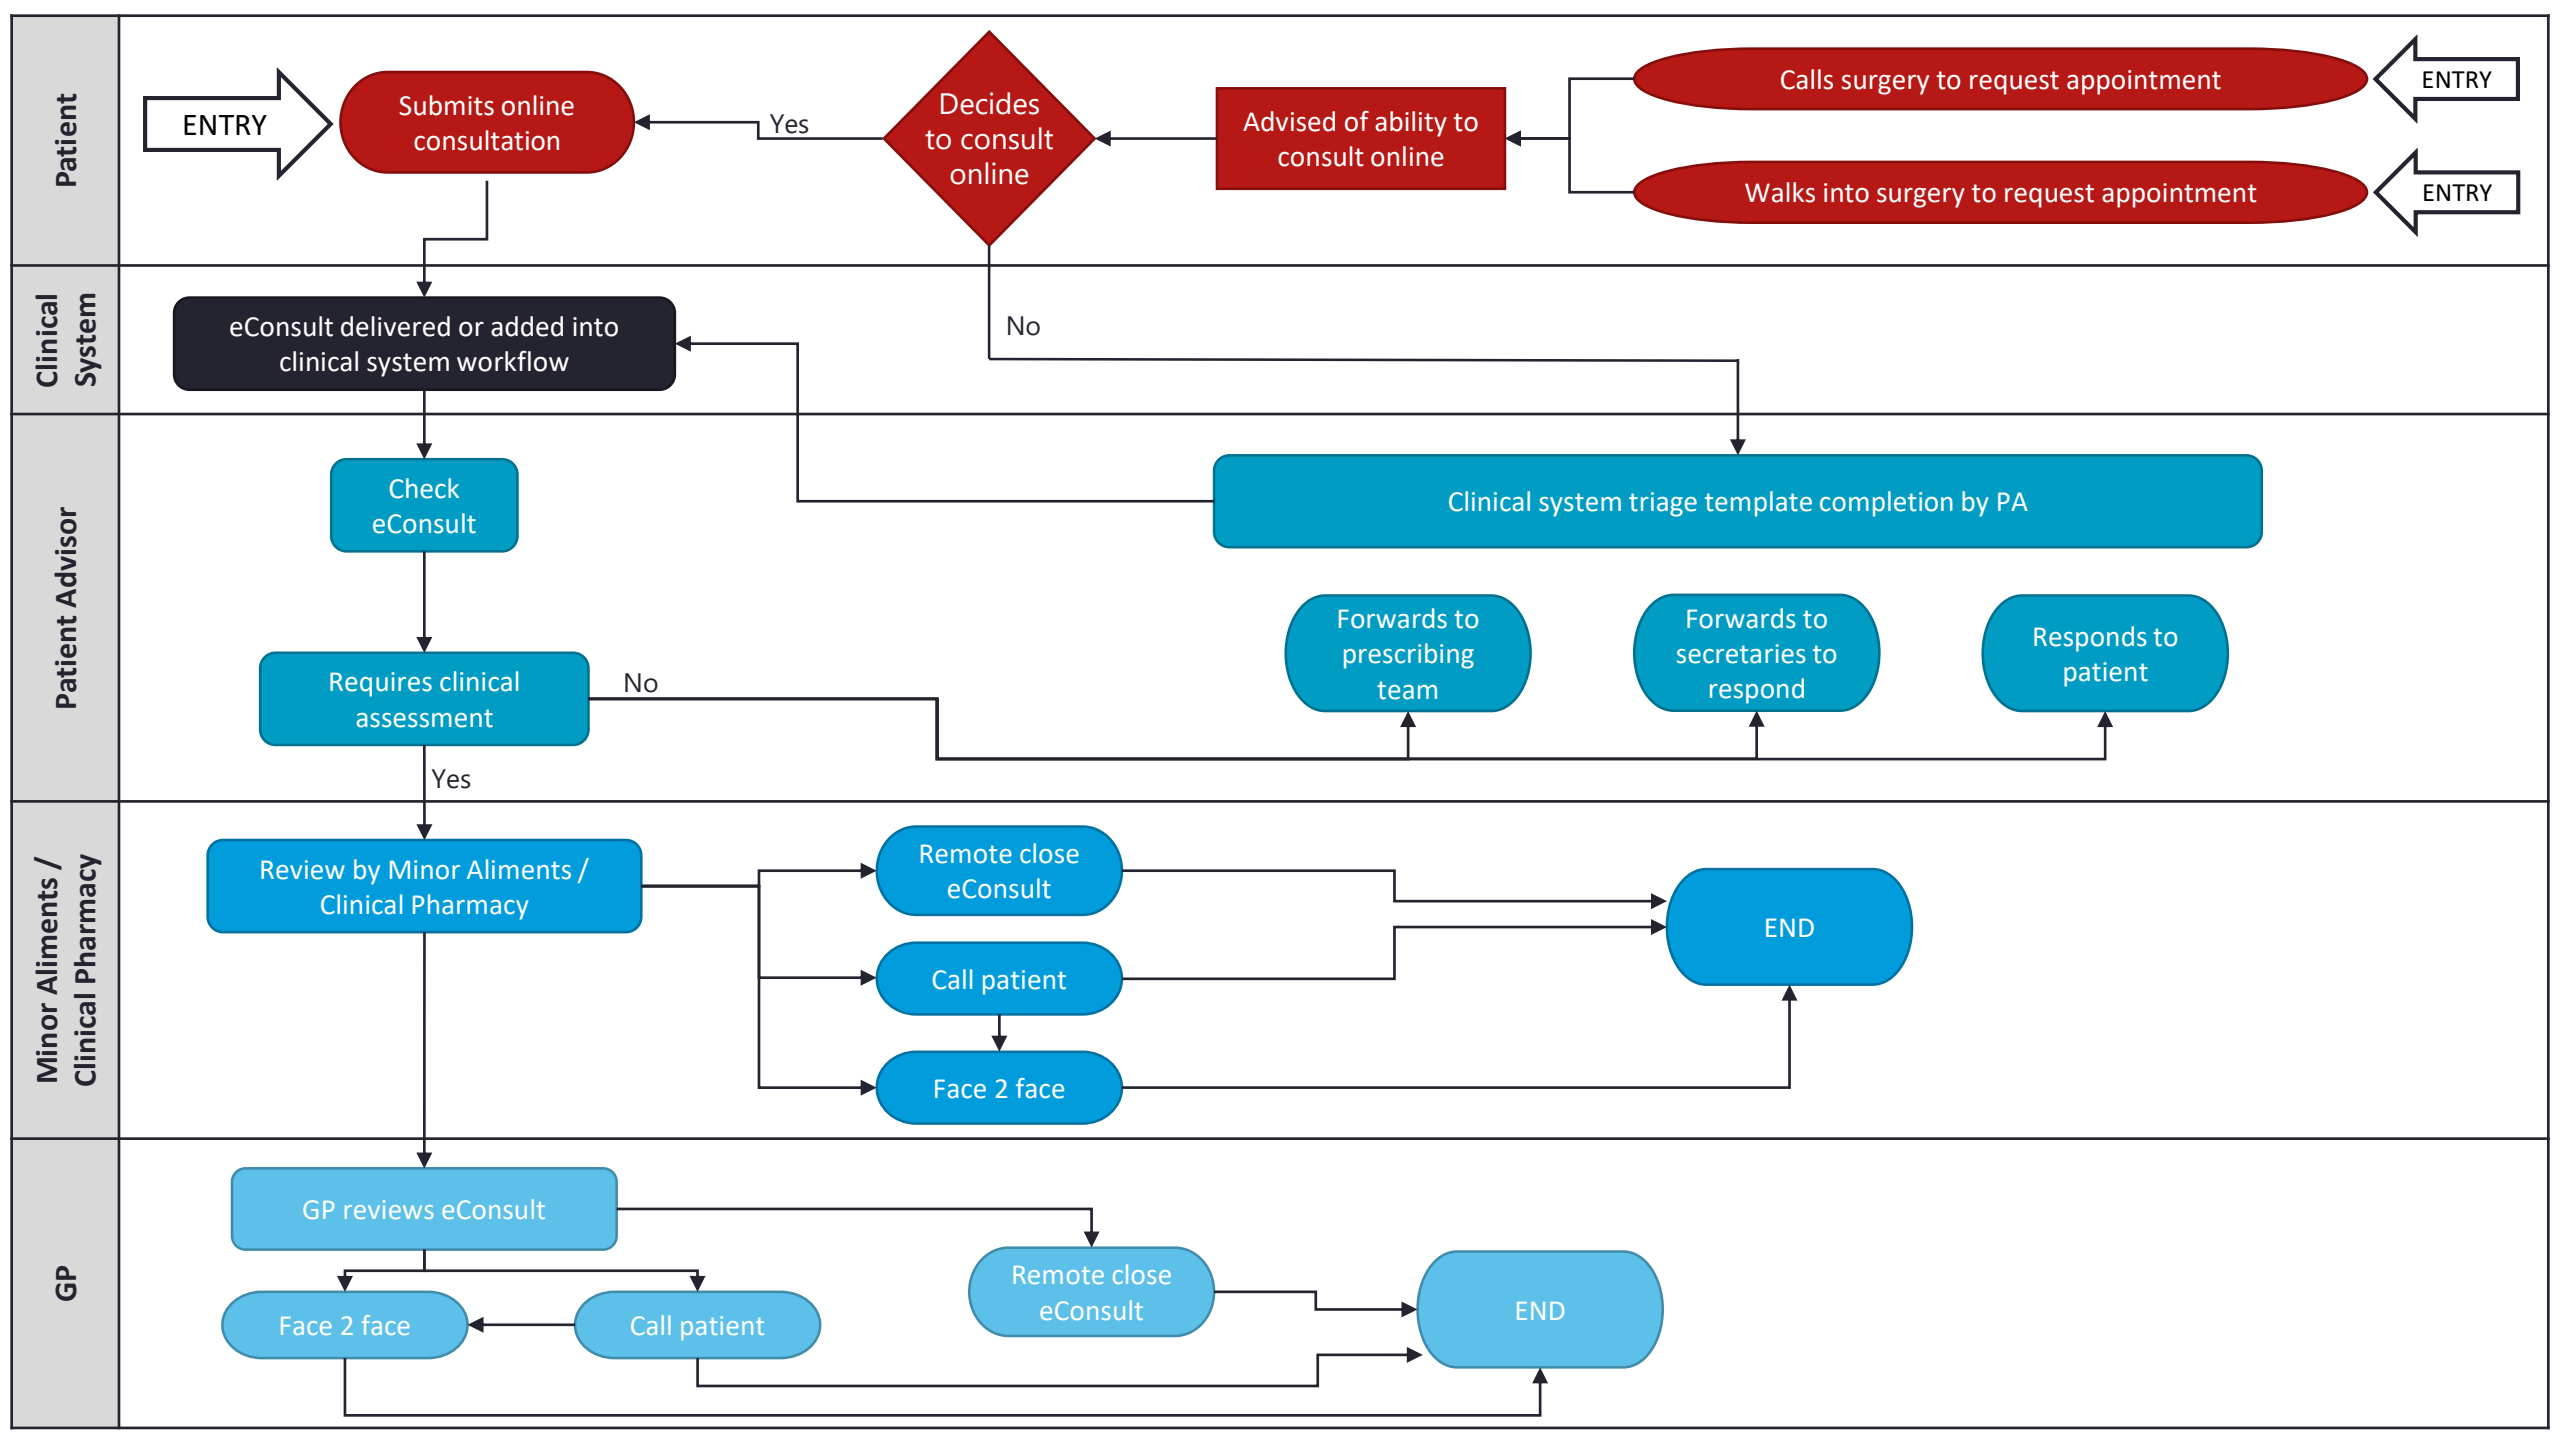 Patient
ENTRY
Submits online
consultation
Yes
Decides
to consult
online
Advised of ability to
consult online
Calls surgery to request appointment
ENTRY
Walks into surgery to request appointment
ENTRY
Clinical
System
eConsult delivered or added into
clinical system workflow
No
Patient Advisor
Check
eConsult
Clinical system triage template completion by PA
Requires clinical
assessment
No
Forwards to
prescribing
team
Forwards to
secretaries to
respond
Responds to
patient
Yes
Minor Aliments /
Clinical Pharmacy
Review by Minor Aliments /
Clinical Pharmacy
Remote close
eConsult
Call patient
Face 2 face
END
GP
GP reviews eConsult
Face 2 face
Call patient
Remote close
eConsult
END